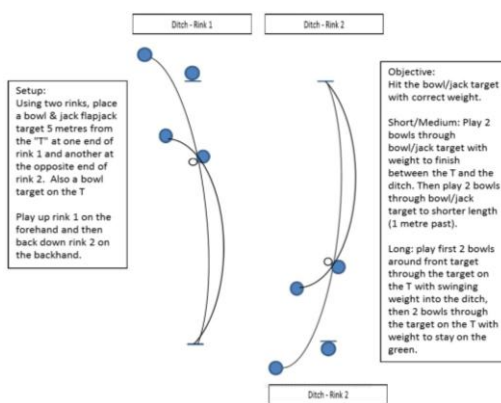 Ditch - Rink 1
Ditch - Rink 2
Setup:
Using two rinks, place
a bowl & jack flapjack
target 5 metres from
the "T" at one end of
rink 1 and another at
the opposite end of
rink 2. Also a bowl
target on the T
Play up rink 1 on the
forehand and then
back down rink 2 on
the backhand.
Objective:
Hit the bowl/jack target
with correct weight.
Short/Medium: Play 2
bowls through
bowl/jack target with
weight to finish
between the T and the
ditch. Then play 2 bowls
through bowl/jack
target to shorter length
(1 metre past).
Long: play first 2 bowls
around front target
through the target on
the T with swinging
weight into the ditch,
then 2 bowls through
the target on the T with
weight to stay on the
green.
Ditch - Rink 2